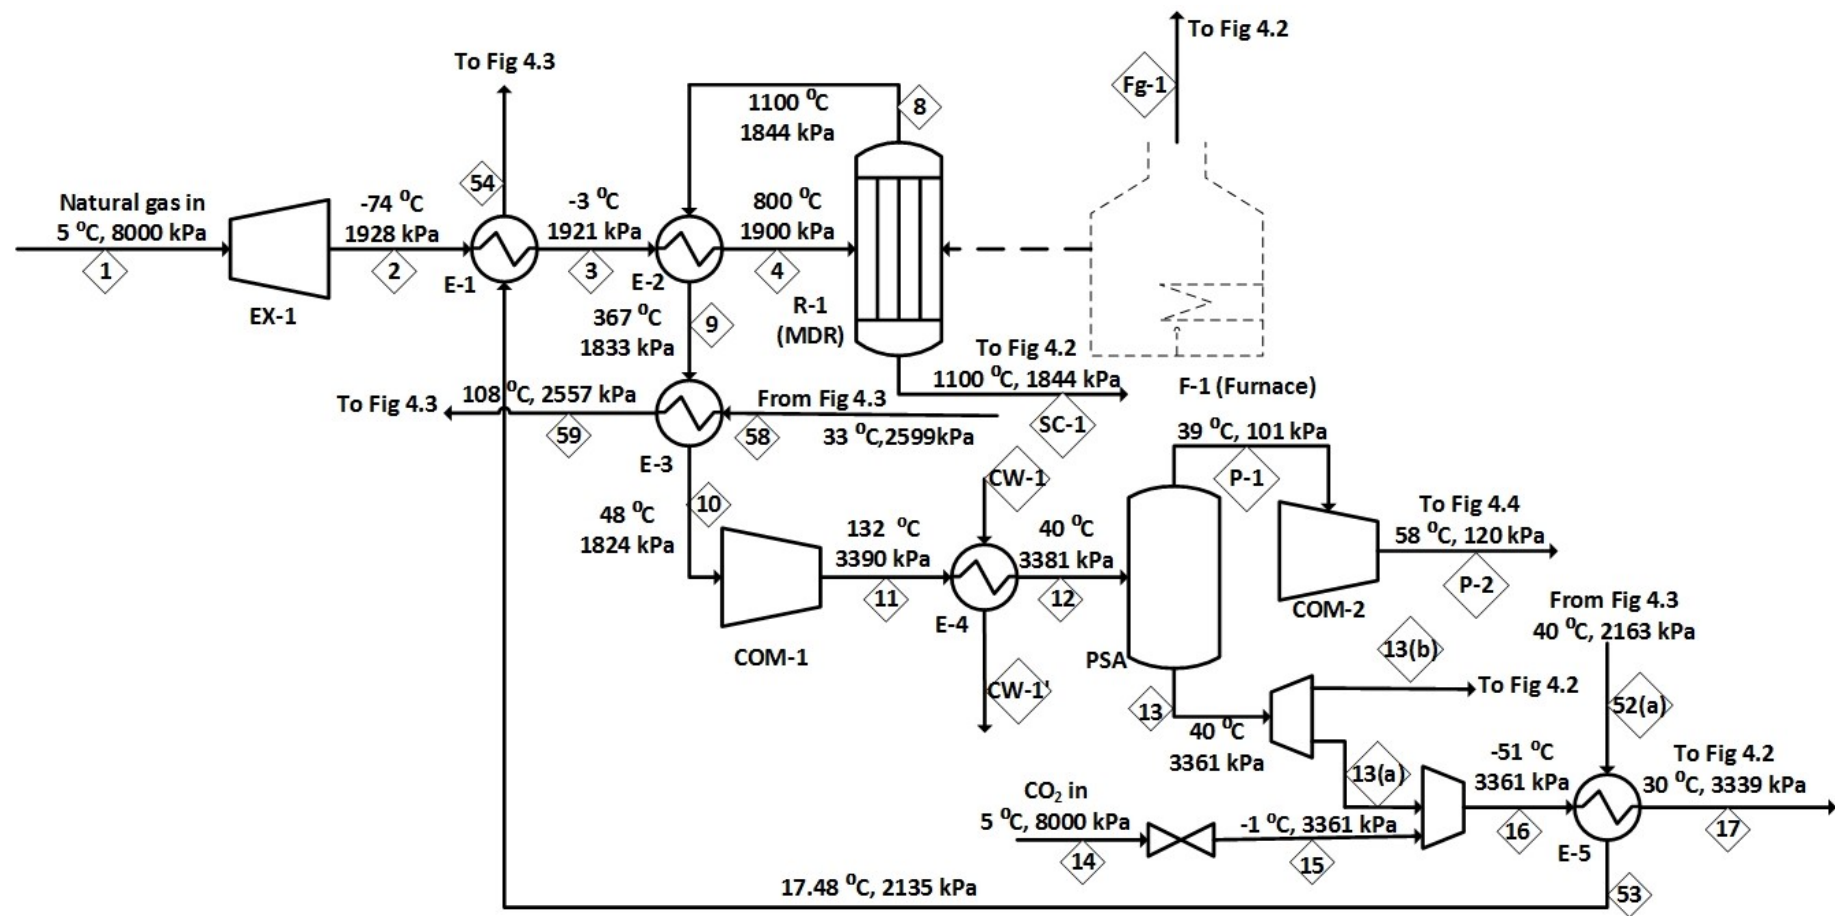 To Fig 4.2
Fg-1
To Fig 4.3
1100 ⁰C
1844 kPa
8
54
Natural gas in
5 ⁰C, 8000 kPa
1
EX-1
-74 ⁰C
1928 kPa
2
E-1
-3 ⁰C
1921 kPa
3
E-2
800 ⁰C
1900 kPa
4
R-1
(MDR)
367 ⁰C
1833 kPa
9
To Fig 4.2
1100 ⁰C, 1844 kPa
SC-1
F-1 (Furnace)
To Fig 4.3
108 ⁰C, 2557 kPa
59
From Fig 4.3
33 ⁰C,2599kPa
58
E-3
39 ⁰C, 101 kPa
P-1
48 ⁰C
1824 kPa
10
COM-1
132 ⁰C
3390 kPa
11
CW-1
E-4
CW-1'
40 ⁰C
3381 kPa
12
PSA
To Fig 4.4
58 ⁰C, 120 kPa
P-2
COM-2
13
40 ⁰C
3361 kPa
13(b)
To Fig 4.2
13(a)
From Fig 4.3
40 ⁰C, 2163 kPa
52(a)
CO₂ in
5 ⁰C, 8000 kPa
14
-1 ⁰C, 3361 kPa
15
-51 ⁰C
3361 kPa
16
E-5
To Fig 4.2
30 ⁰C, 3339 kPa
17
17.48 ⁰C, 2135 kPa
53